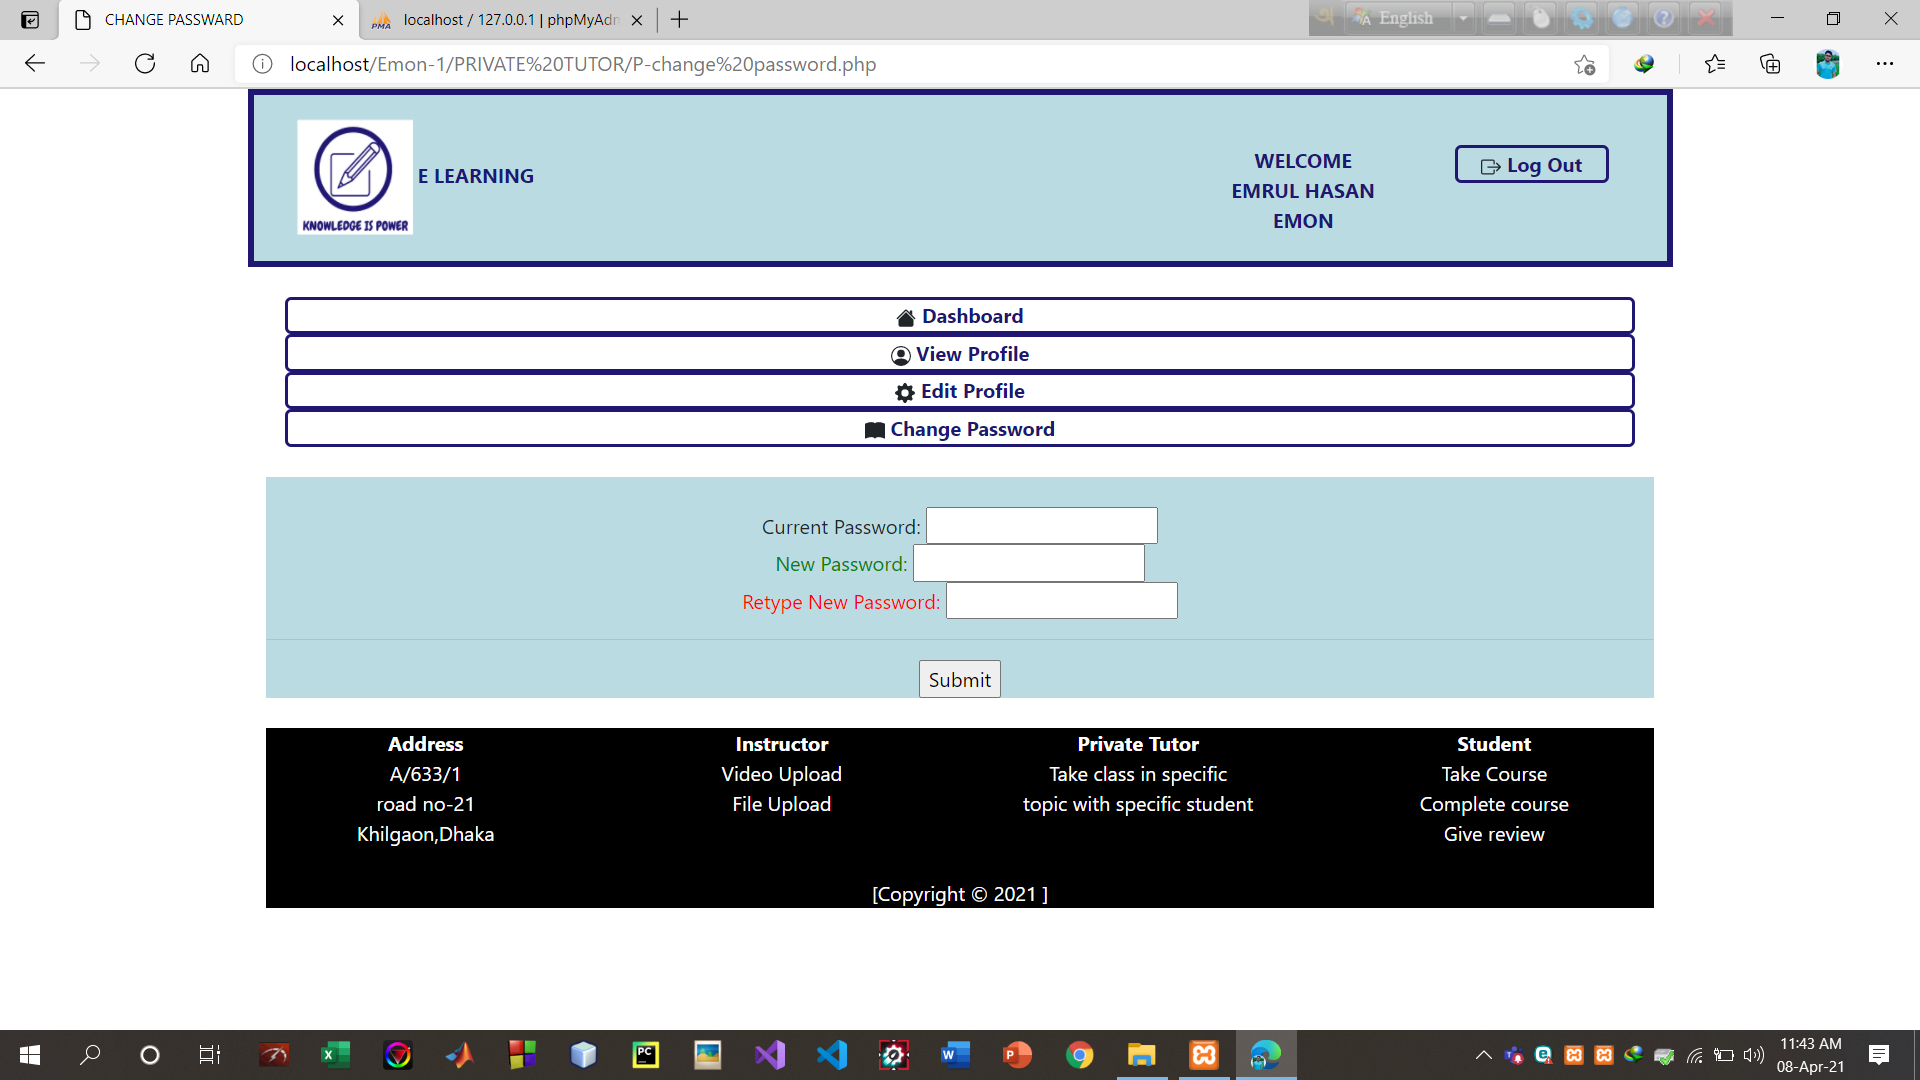 CHANGE PASSWARD
localhost / 127.0.0.1 | phpMyAdn
English
localhost/Emon-1/PRIVATE%20TUTOR/P-change%20password.php
KNOWLEDGE IS POWER
E LEARNING
WELCOME
EMRUL HASAN
EMON
Log Out
Dashboard
View Profile
Edit Profile
Change Password
Current Password:
New Password:
Retype New Password:
Submit
Address
A/633/1
road no-21
Khilgaon,Dhaka
Instructor
Video Upload
File Upload
Private Tutor
Take class in specific
topic with specific student
Student
Take Course
Complete course
Give review
[Copyright © 2021 ]
11:43 AM
08-Apr-21